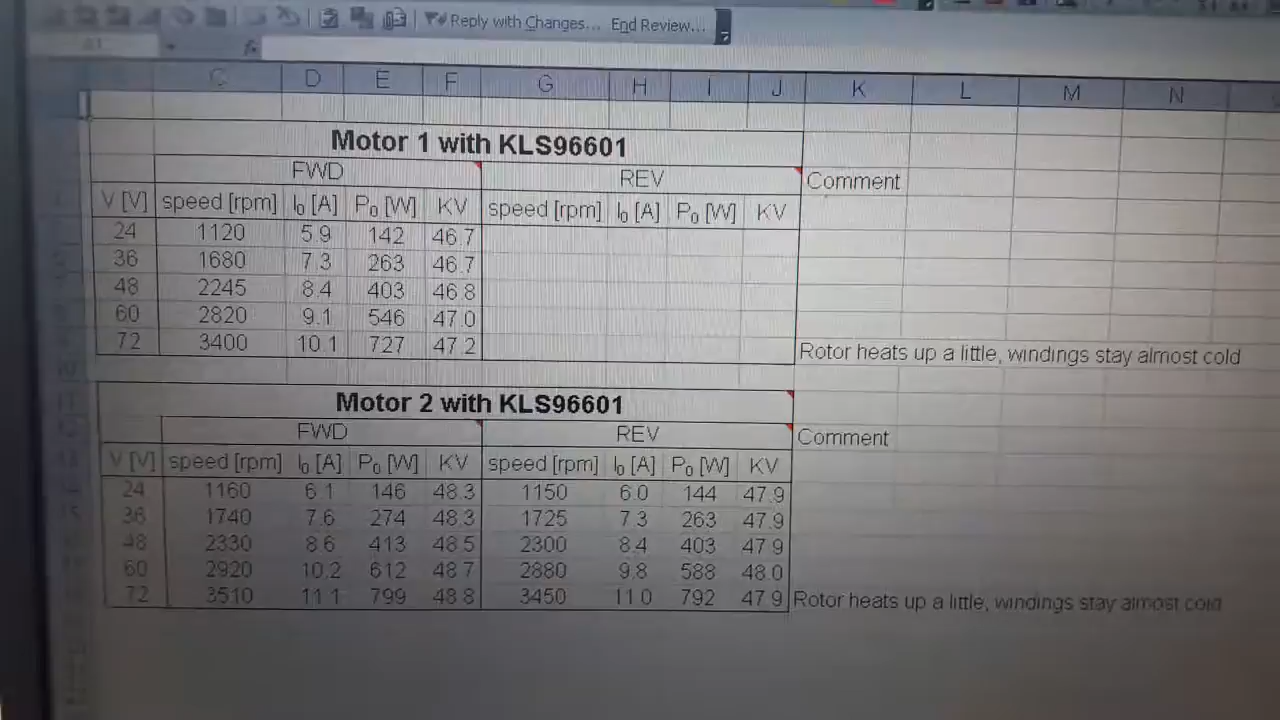 Reply with Changes... End Review...
A1 fx
C D E F G H I J K L M N
Motor 1 with KLS96601
FWD REV Comment
V [V] speed [rpm] I0 [A] P0 [W] KV speed [rpm] I0 [A] P0 [W] KV
24 1120 5.9 142 46.7
36 1680 7.3 263 46.7
48 2245 8.4 403 46.8
60 2820 9.1 546 47.0
72 3400 10.1 727 47.2 Rotor heats up a little, windings stay almost cold
Motor 2 with KLS96601
FWD REV Comment
V [V] speed [rpm] I0 [A] P0 [W] KV speed [rpm] I0 [A] P0 [W] KV
24 1160 6.1 146 48.3 1150 6.0 144 47.9
36 1740 7.6 274 48.3 1725 7.3 263 47.9
48 2330 8.6 413 48.5 2300 8.4 403 47.9
60 2920 10.2 612 48.7 2880 9.8 588 48.0
72 3510 11.1 799 48.8 3450 11.0 792 47.9 Rotor heats up a little, windings stay almost cold